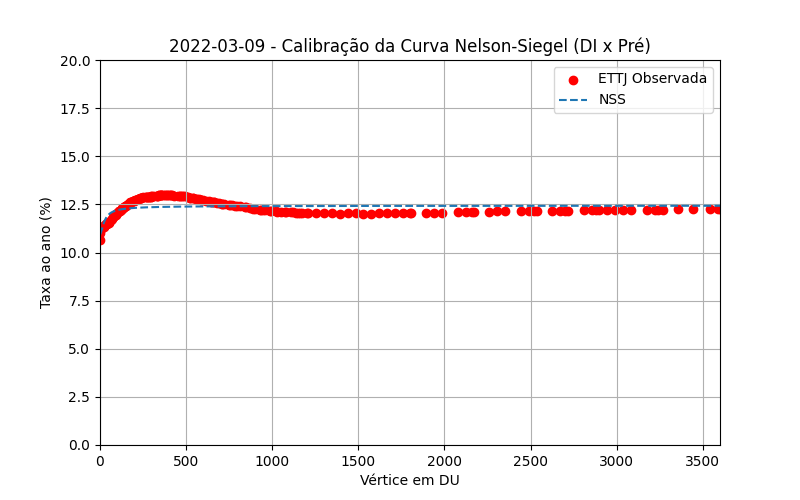 2022-03-09 - Calibração da Curva Nelson-Siegel (DI x Pré)
ETTJ Observada
NSS
Taxa ao ano (%)
20.0
17.5
15.0
12.5
10.0
7.5
5.0
2.5
0.0
0 500 1000 1500 2000 2500 3000 3500
Vértice em DU